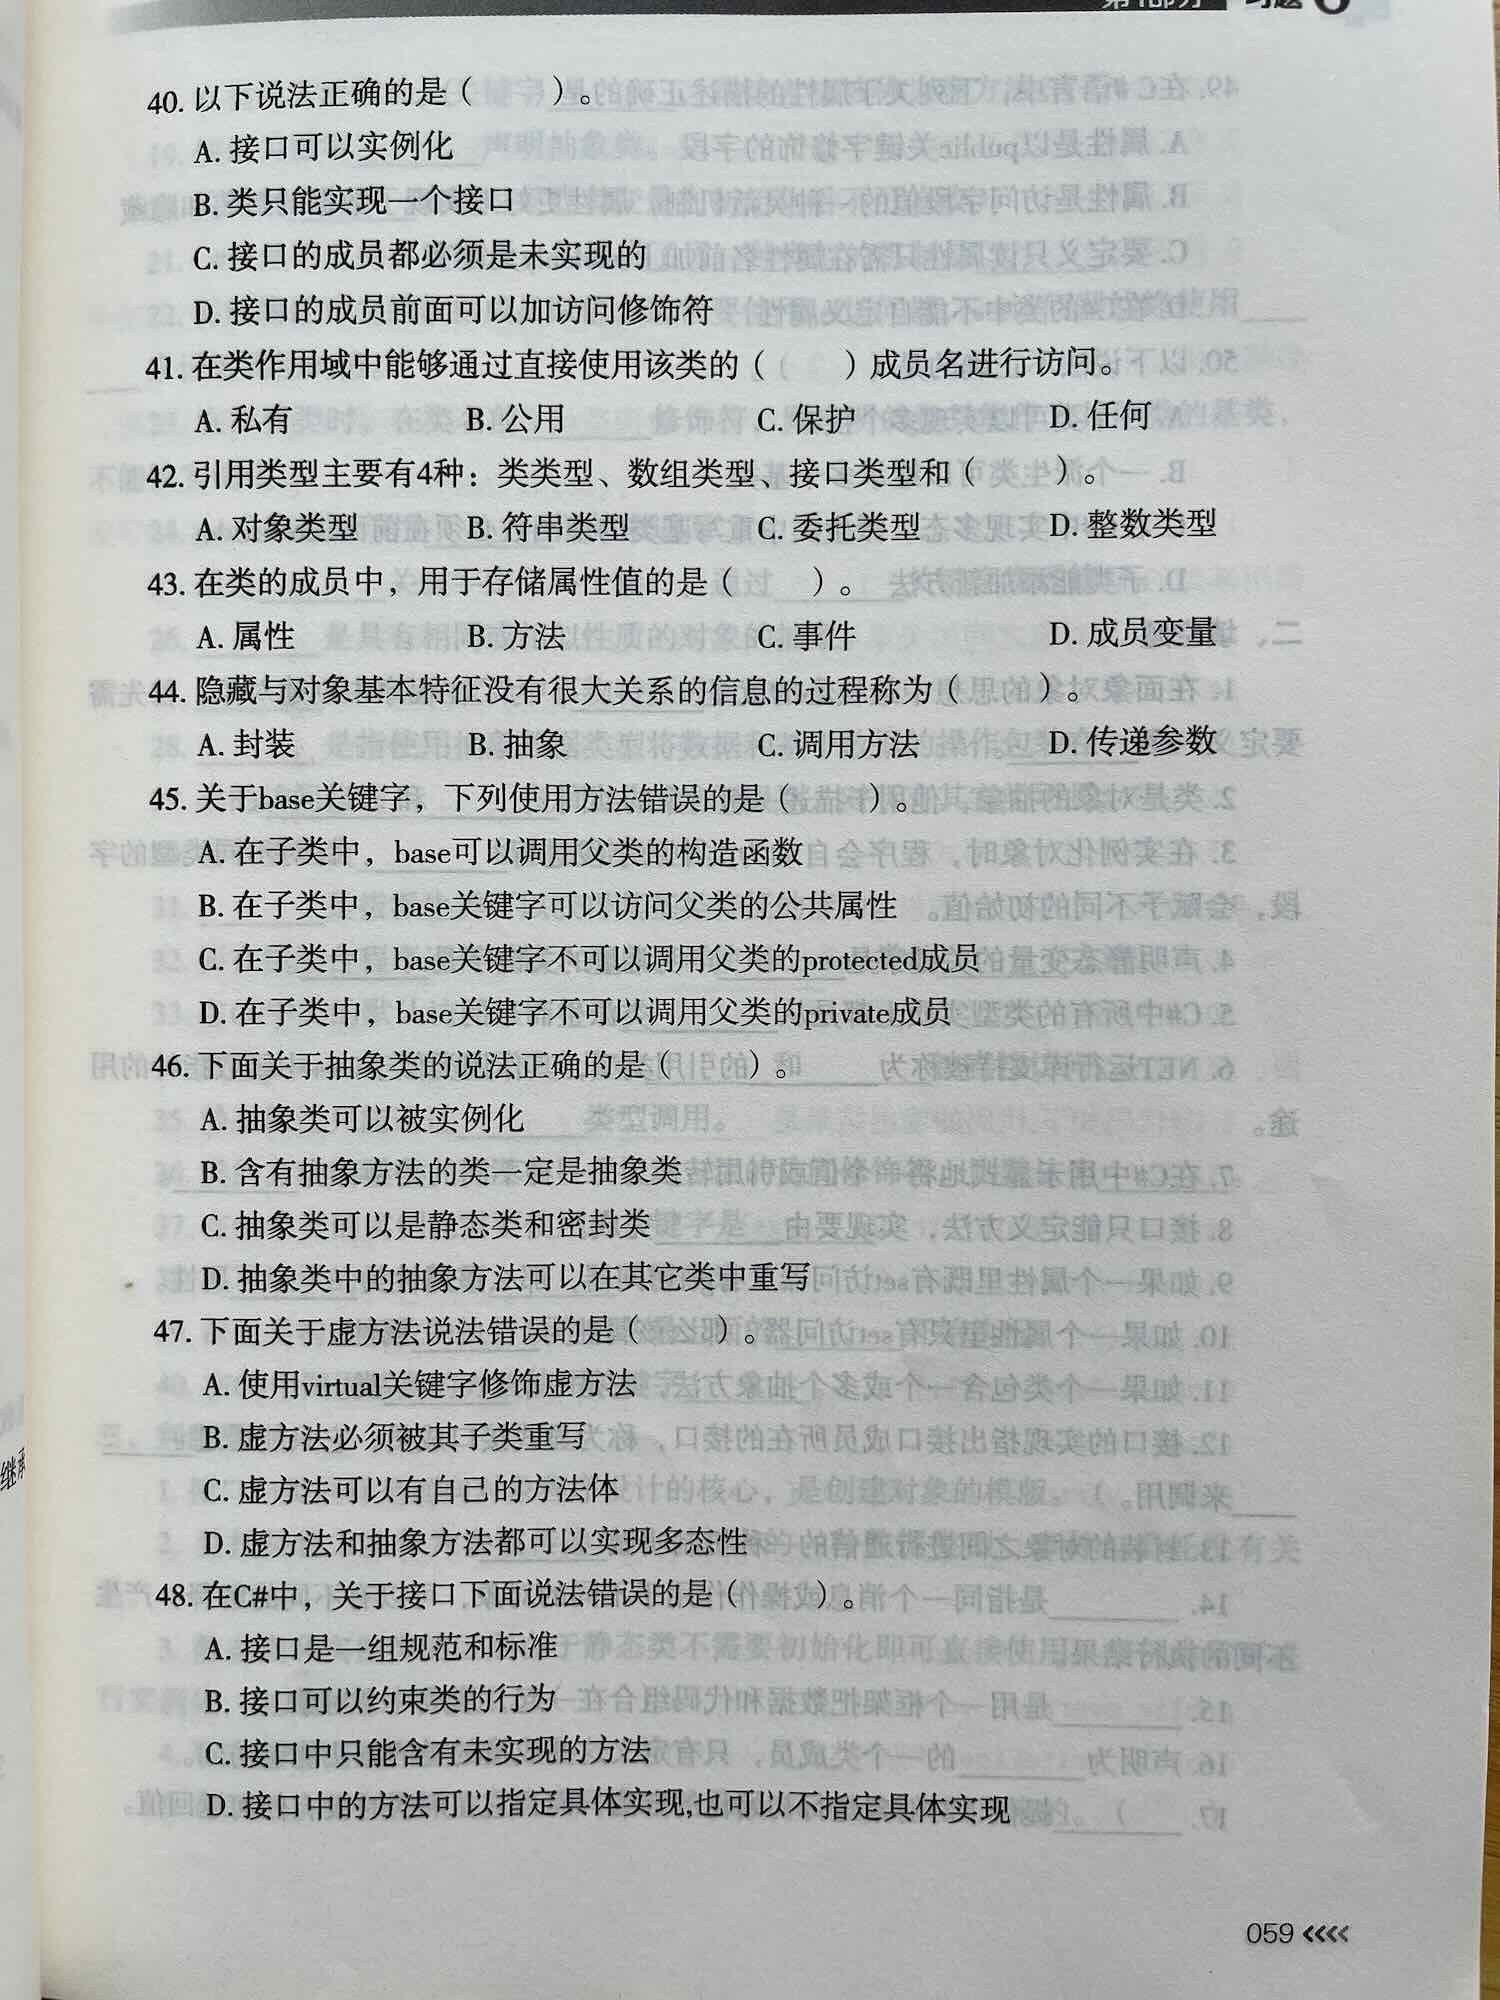 40. 以下说法正确的是（    ）。
A. 接口可以实例化
B. 类只能实现一个接口
C. 接口的成员都必须是未实现的
D. 接口的成员前面可以加访问修饰符
41. 在类作用域中能够通过直接使用该类的（    ）成员名进行访问。
A. 私有 B. 公用 C. 保护 D. 任何
42. 引用类型主要有4种：类类型、数组类型、接口类型和（    ）。
A. 对象类型 B. 符串类型 C. 委托类型 D. 整数类型
43. 在类的成员中，用于存储属性值的是（    ）。
A. 属性 B. 方法 C. 事件 D. 成员变量
44. 隐藏与对象基本特征没有很大关系的信息的过程称为（    ）。
A. 封装 B. 抽象 C. 调用方法 D. 传递参数
45. 关于base关键字，下列使用方法错误的是（    ）。
A. 在子类中，base可以调用父类的构造函数
B. 在子类中，base关键字可以访问父类的公共属性
C. 在子类中，base关键字不可以调用父类的protected成员
D. 在子类中，base关键字不可以调用父类的private成员
46. 下面关于抽象类的说法正确的是（    ）。
A. 抽象类可以被实例化
B. 含有抽象方法的类一定是抽象类
C. 抽象类可以是静态类和密封类
D. 抽象类中的抽象方法可以在其它类中重写
47. 下面关于虚方法说法错误的是（    ）。
A. 使用virtual关键字修饰虚方法
B. 虚方法必须被其子类重写
C. 虚方法可以有自己的方法体
D. 虚方法和抽象方法都可以实现多态性
48. 在C#中，关于接口下面说法错误的是（    ）。
A. 接口是一组规范和标准
B. 接口可以约束类的行为
C. 接口中只能含有未实现的方法
D. 接口中的方法可以指定具体实现,也可以不指定具体实现
059